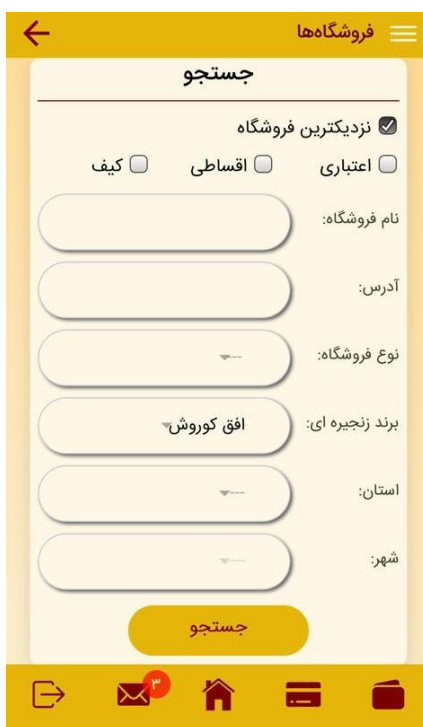 فروشگاه‌ها
جستجو
نزدیکترین فروشگاه
اعتباری اقساطی کیف
نام فروشگاه:
آدرس:
نوع فروشگاه: ---
برند زنجیره ای: افق کوروش
استان: ---
شهر: ---
جستجو
۳